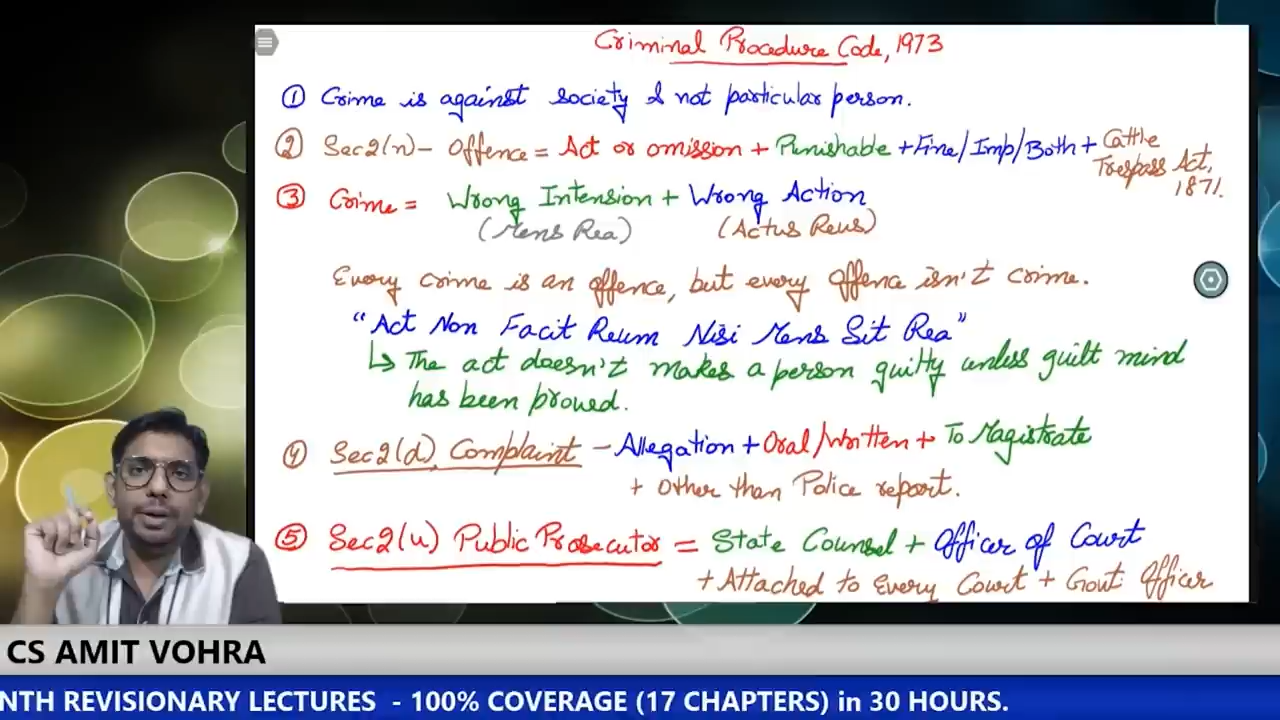 Criminal Procedure Code, 1973
① Crime is against society & not particular person.
② Sec2(n) - Offence = Act or omission + Punishable + Fine/Imp/Both + Cattle
Trespass Act,
1871.
③ Crime = Wrong Intension + Wrong Action
(Mens Rea) (Actus Reus)
Every crime is an offence, but every offence isn't crime.
"Act Non Facit Reum Nisi Mens Sit Rea"
↳ The act doesn't makes a person guilty unless guilt mind
has been proved.
④ Sec2(d) Complaint - Allegation + Oral/Written + To Magistrate
+ Other than Police report.
⑤ Sec2(u) Public Prosecutor = State Counsel + Officer of Court
+ Attached to Every Court + Govt. Officer
CS AMIT VOHRA
NTH REVISIONARY LECTURES - 100% COVERAGE (17 CHAPTERS) in 30 HOURS.